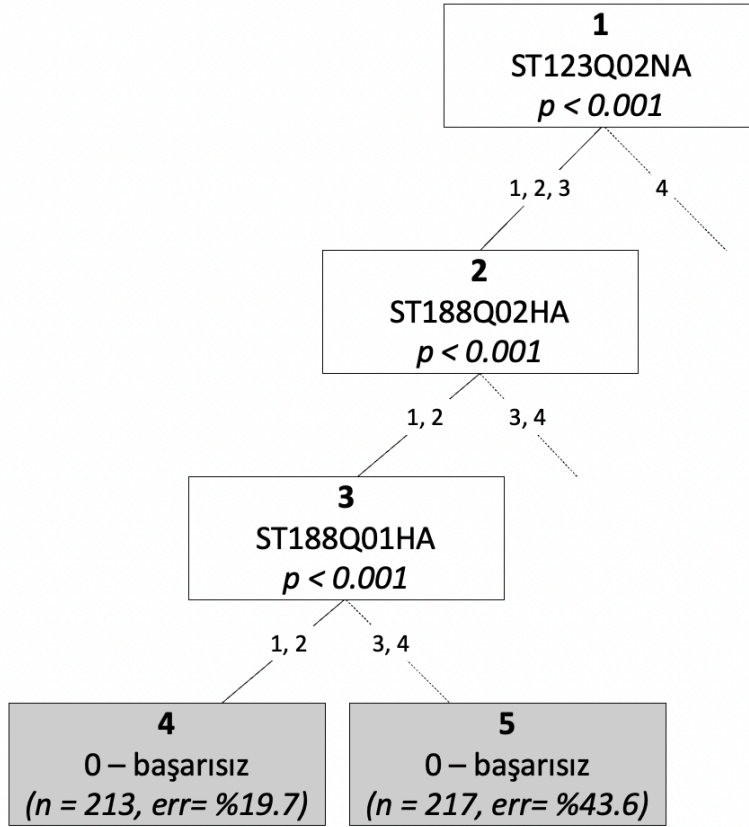 1
ST123Q02NA
p < 0.001
1, 2, 3
4
2
ST188Q02HA
p < 0.001
1, 2
3, 4
3
ST188Q01HA
p < 0.001
1, 2
3, 4
4
0 – başarısız
(n = 213, err= %19.7)
5
0 – başarısız
(n = 217, err= %43.6)